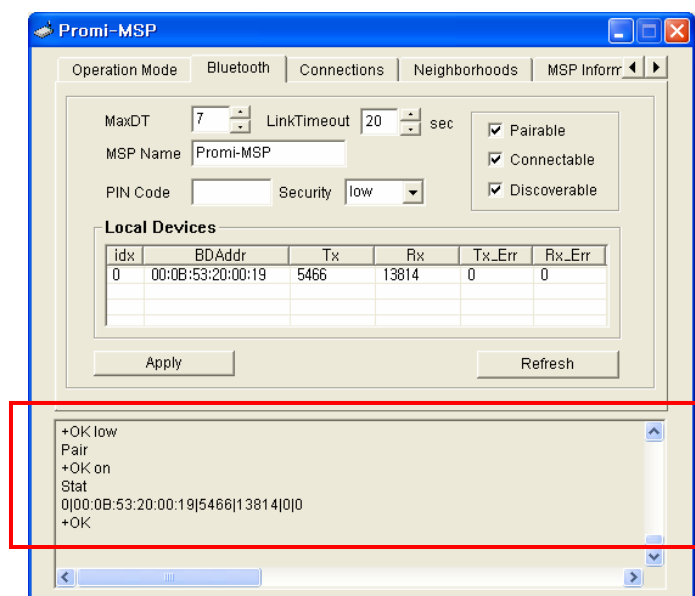 Promi-MSP
Operation Mode Bluetooth Connections Neighborhoods MSP Inform
MaxDT 7 LinkTimeout 20 sec
Pairable
MSP Name Promi-MSP
Connectable
PIN Code Security low
Discoverable
Local Devices
idx BDAddr Tx Rx Tx_Err Rx_Err
0 00:0B:53:20:00:19 5466 13814 0 0
Apply Refresh
+OK low
Pair
+OK on
Stat
0|00:0B:53:20:00:19|5466|13814|0|0
+OK